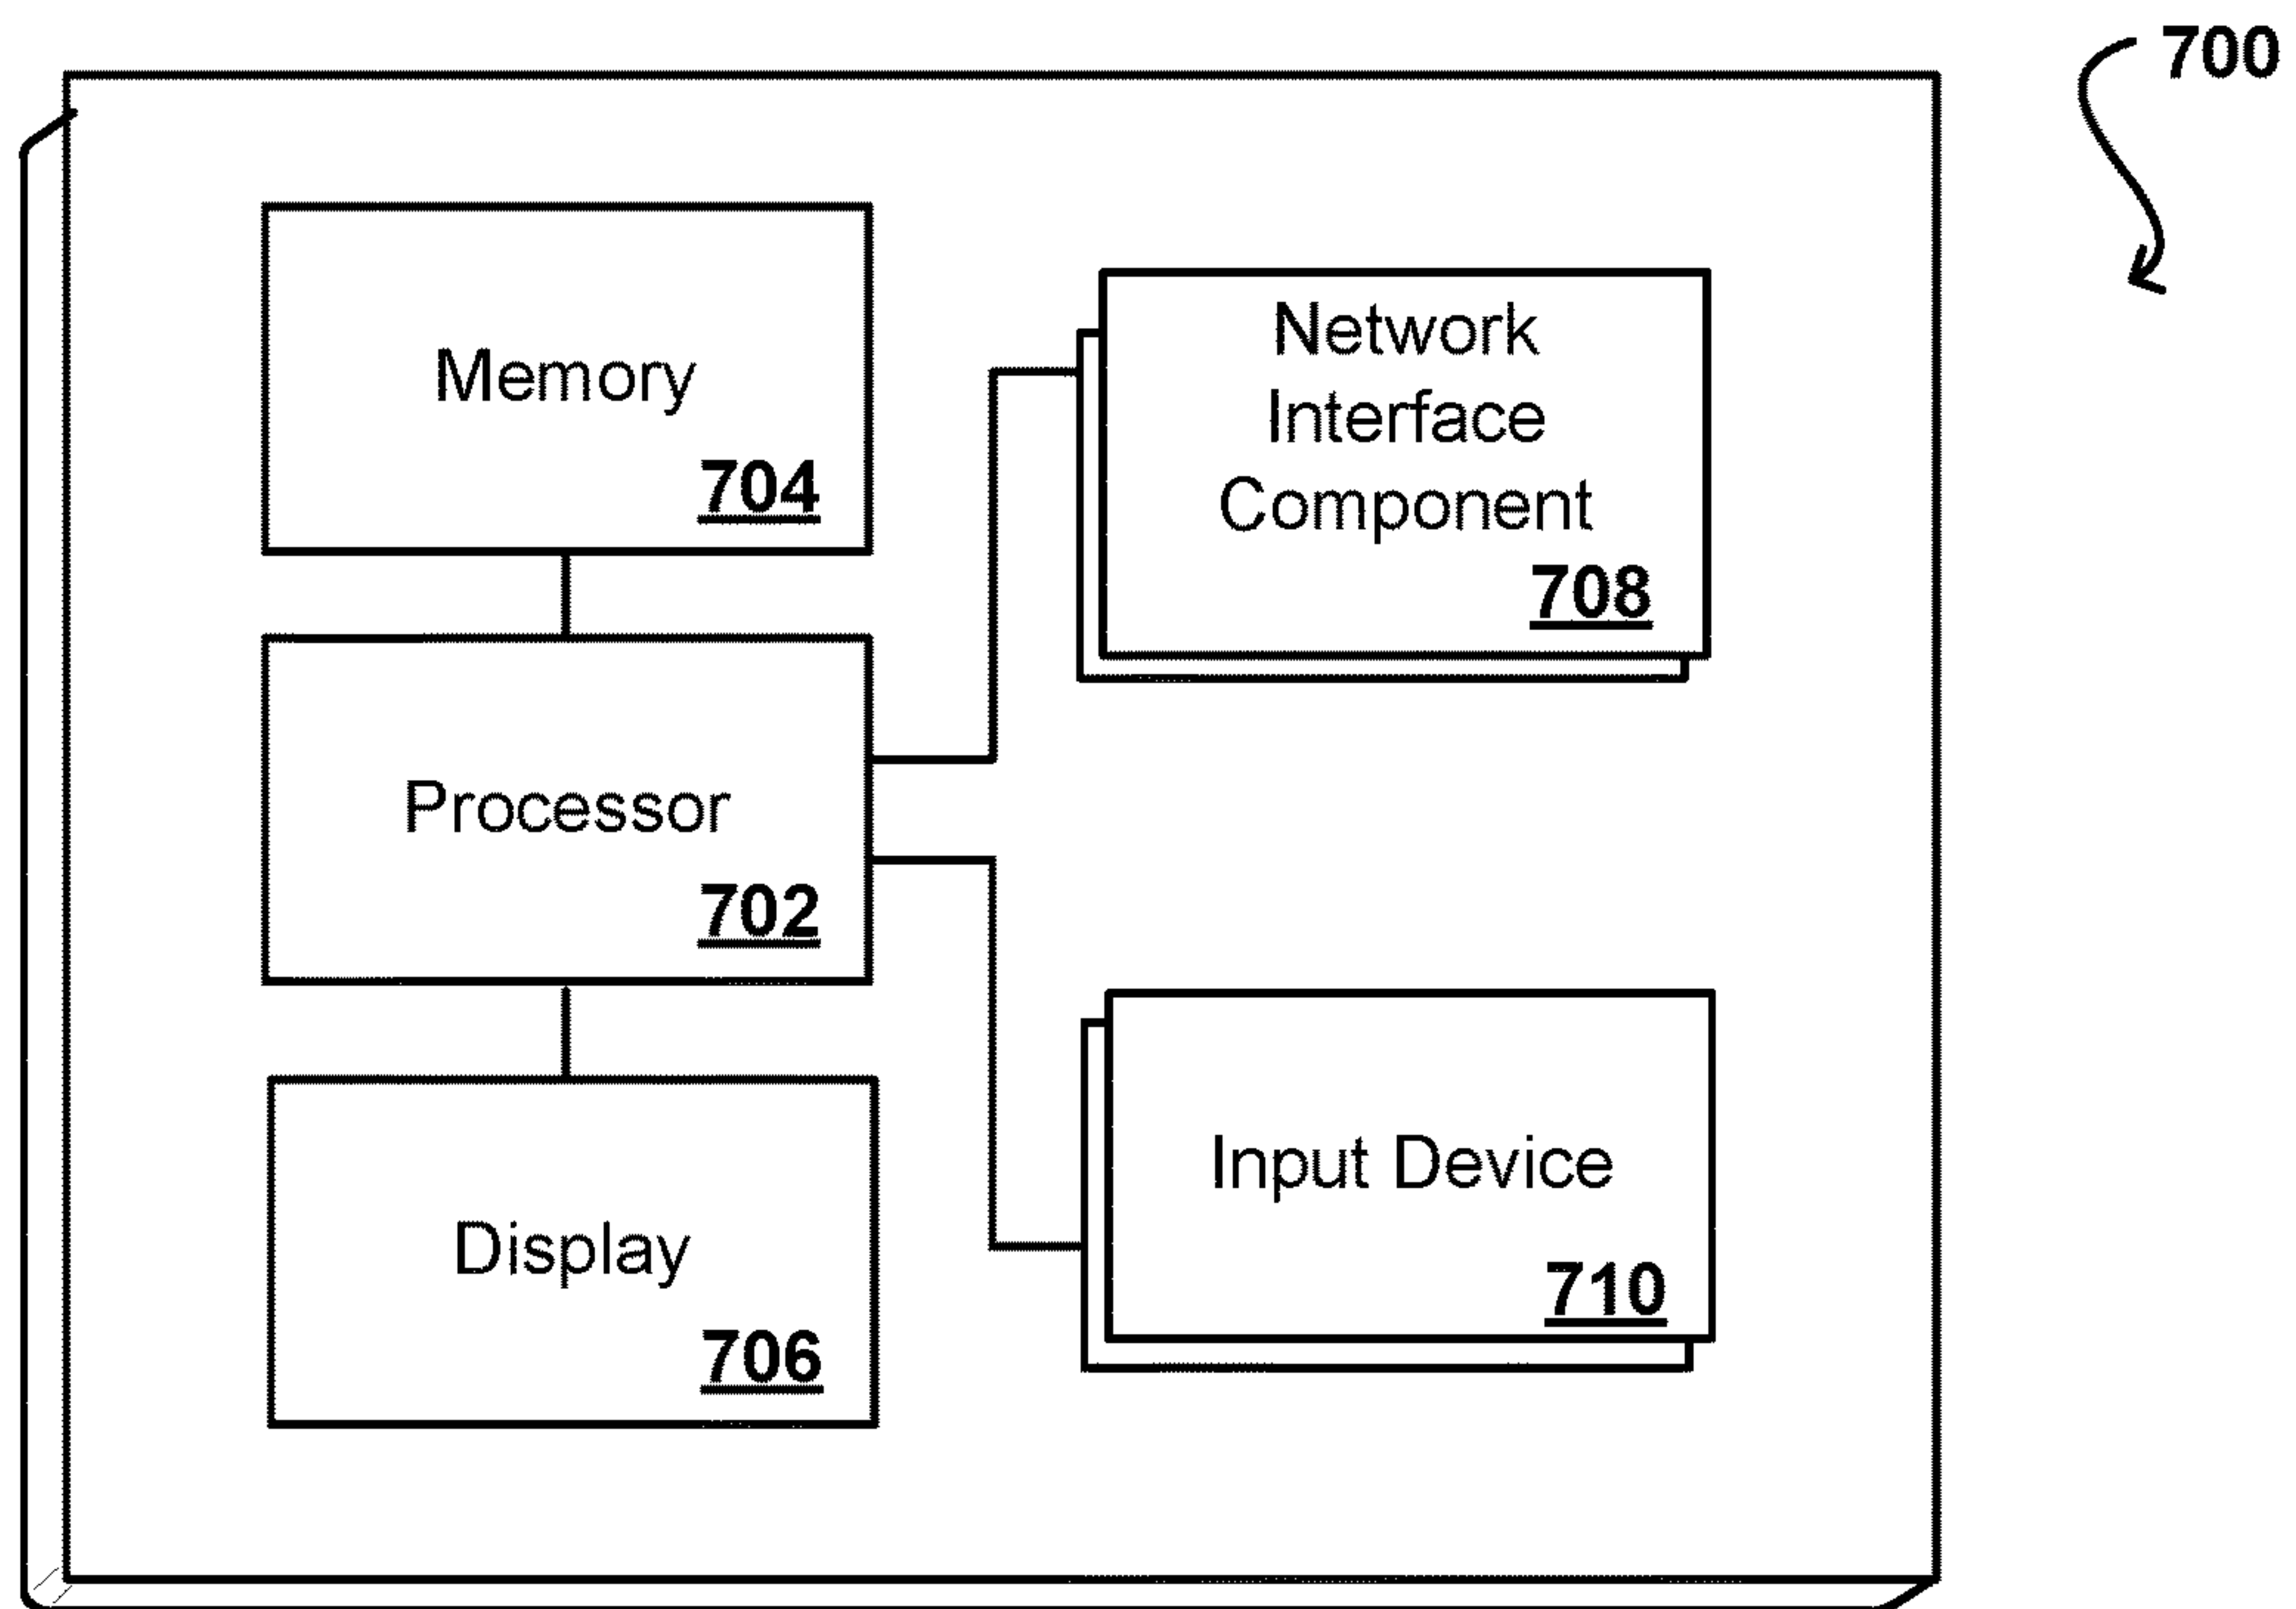 700
Memory
704
Network
Interface
Component
708
Processor
702
Input Device
710
Display
706